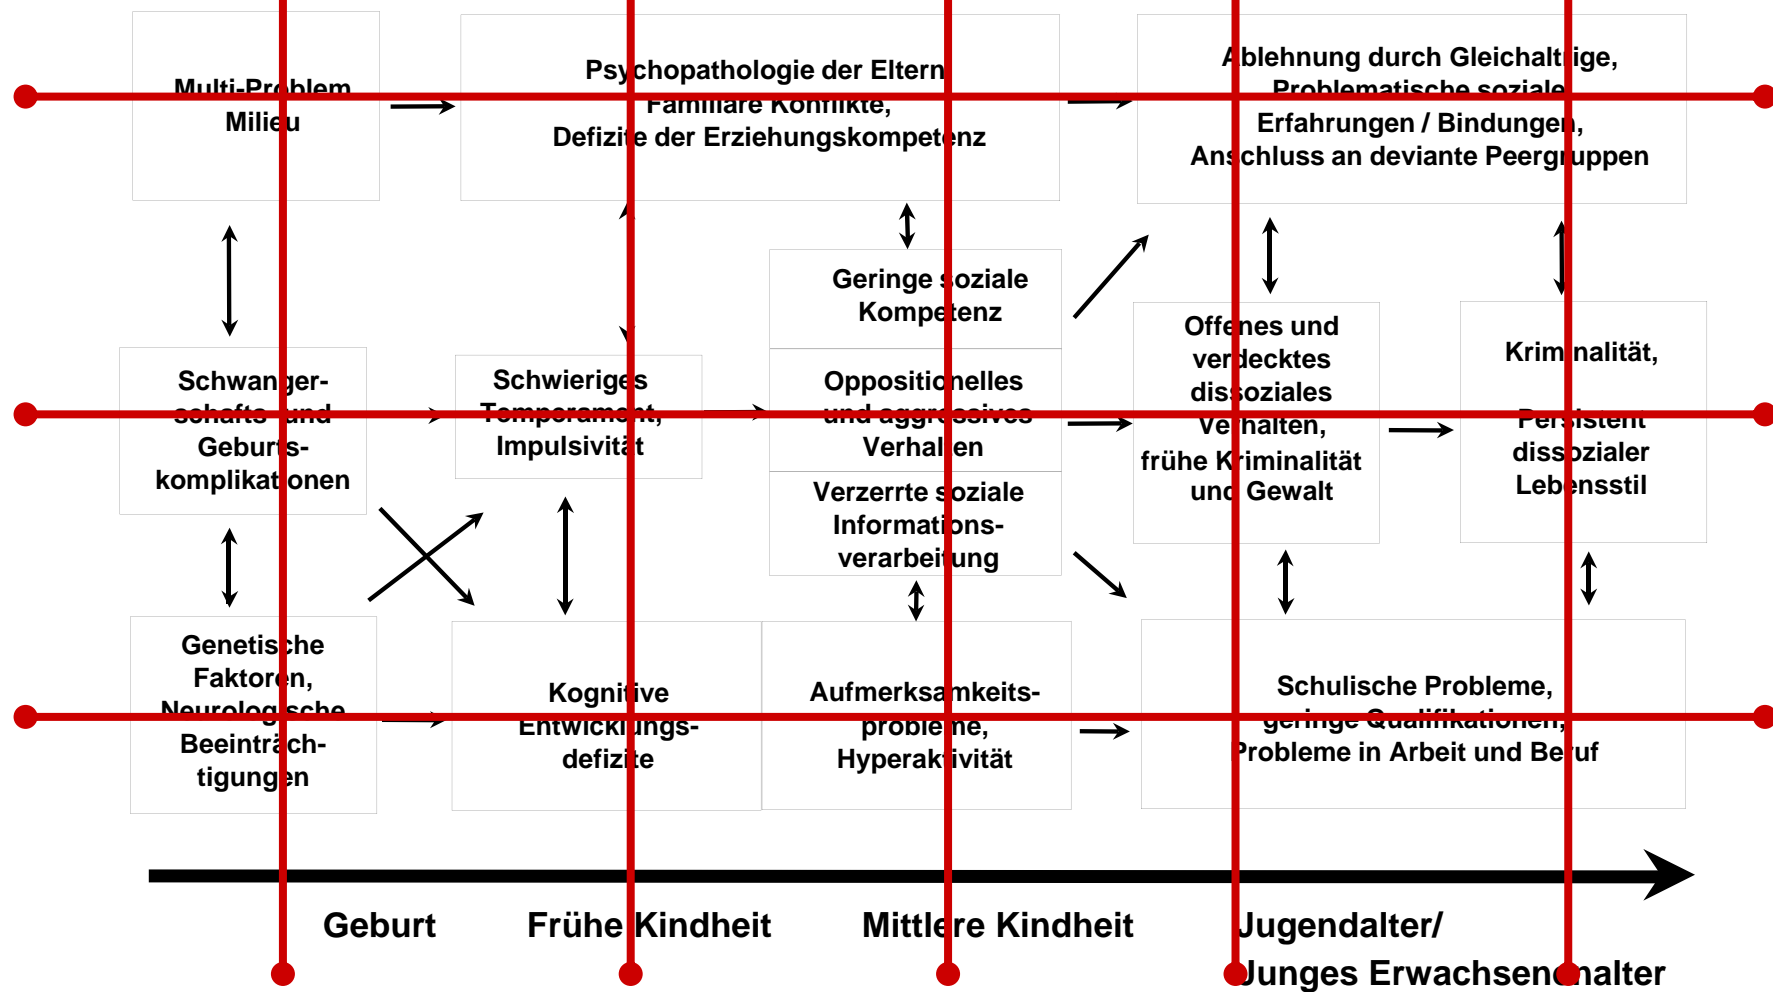 Multi-Problem
Milieu
Psychopathologie der Eltern
Familiäre Konflikte,
Defizite der Erziehungskompetenz
Ablehnung durch Gleichaltrige,
Problematische soziale
Erfahrungen / Bindungen,
Anschluss an deviante Peergruppen
Schwanger-
schafts- und
Geburts-
komplikationen
Schwieriges
Temperament,
Impulsivität
Geringe soziale
Kompetenz
Oppositionelles
und aggressives
Verhalten
Verzerrte soziale
Informations-
verarbeitung
Offenes und
verdecktes
dissoziales
Verhalten,
frühe Kriminalität
und Gewalt
Kriminalität,
Persistent
dissozialer
Lebensstil
Genetische
Faktoren,
Neurologische
Beeinträch-
tigungen
Kognitive
Entwicklungs-
defizite
Aufmerksamkeits-
probleme,
Hyperaktivität
Schulische Probleme,
geringe Qualifikationen,
Probleme in Arbeit und Beruf
Geburt
Frühe Kindheit
Mittlere Kindheit
Jugendalter/
Junges Erwachsenenalter